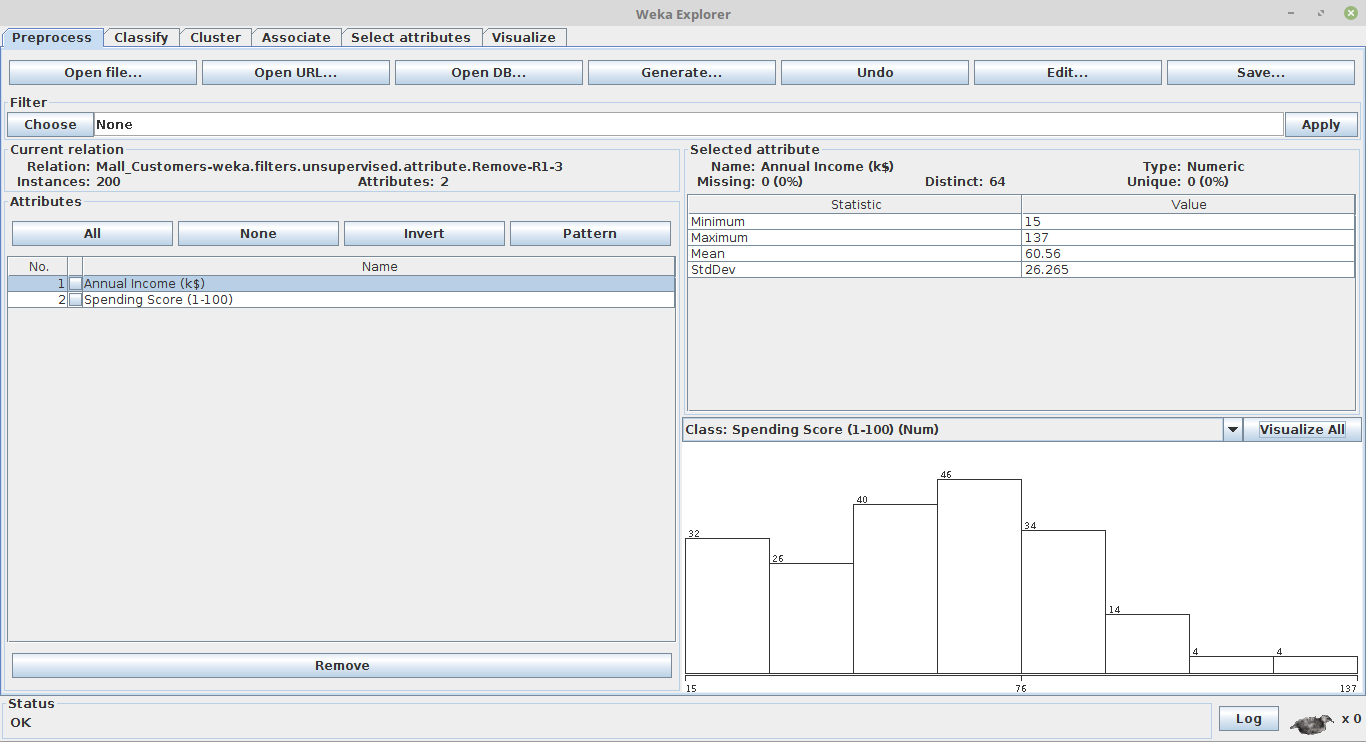 Weka Explorer
Preprocess Classify Cluster Associate Select attributes Visualize
Open file... Open URL... Open DB... Generate... Undo Edit... Save...
Filter
Choose None Apply
Current relation
Relation: Mall_Customers-weka.filters.unsupervised.attribute.Remove-R1-3
Instances: 200 Attributes: 2
Attributes
All None Invert Pattern
No. Name
1 Annual Income (k$)
2 Spending Score (1-100)
Remove
Selected attribute
Name: Annual Income (k$) Type: Numeric
Missing: 0 (0%) Distinct: 64 Unique: 0 (0%)
Statistic Value
Minimum 15
Maximum 137
Mean 60.56
StdDev 26.265
Class: Spending Score (1-100) (Num) Visualize All
32 26 40 46 34 14 4 4
15 76 137
Status
OK
Log x 0